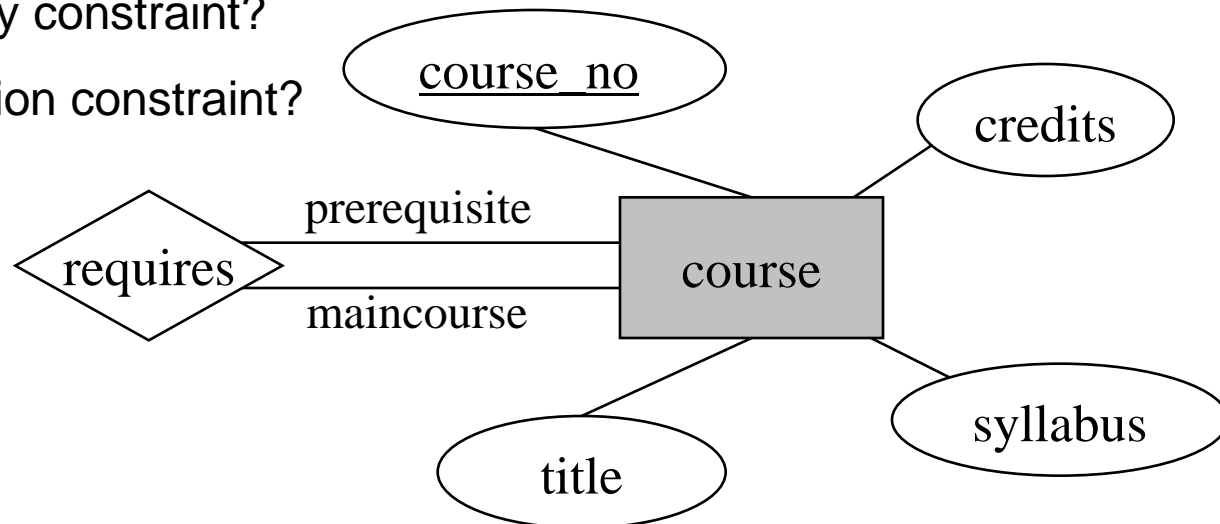 y constraint?
ion constraint?
course_no
credits
prerequisite
requires
course
maincourse
syllabus
title